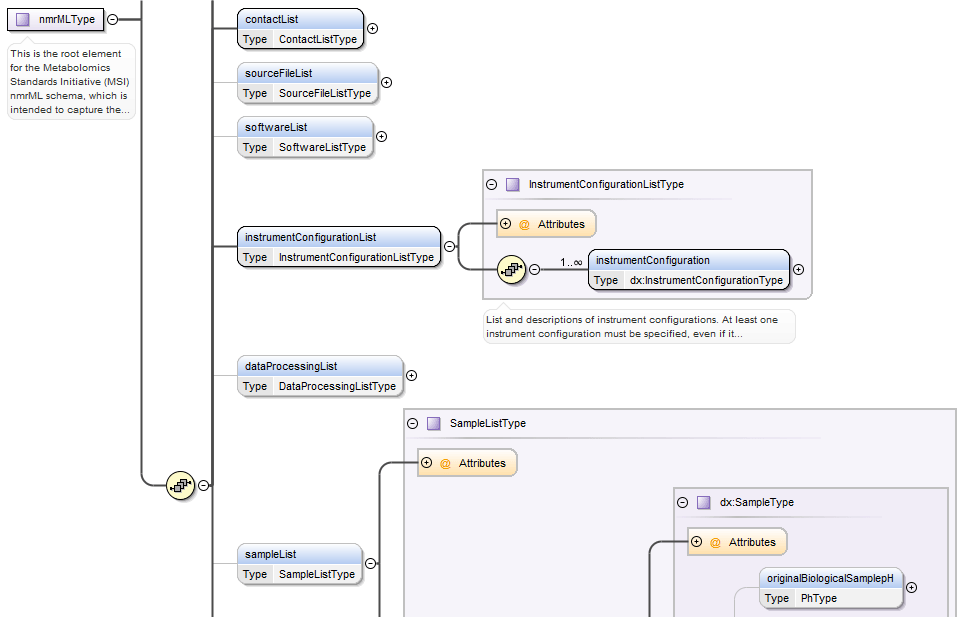 nmrMLType
This is the root element
for the Metabolomics
Standards Initiative (MSI)
nmrML schema, which is
intended to capture the...
contactList
Type ContactListType
sourceFileList
Type SourceFileListType
softwareList
Type SoftwareListType
instrumentConfigurationList
Type InstrumentConfigurationListType
InstrumentConfigurationListType
@ Attributes
1..∞
instrumentConfiguration
Type dx:InstrumentConfigurationType
List and descriptions of instrument configurations. At least one
instrument configuration must be specified, even if it...
dataProcessingList
Type DataProcessingListType
SampleListType
@ Attributes
sampleList
Type SampleListType
dx:SampleType
@ Attributes
originalBiologicalSamplepH
Type PhType